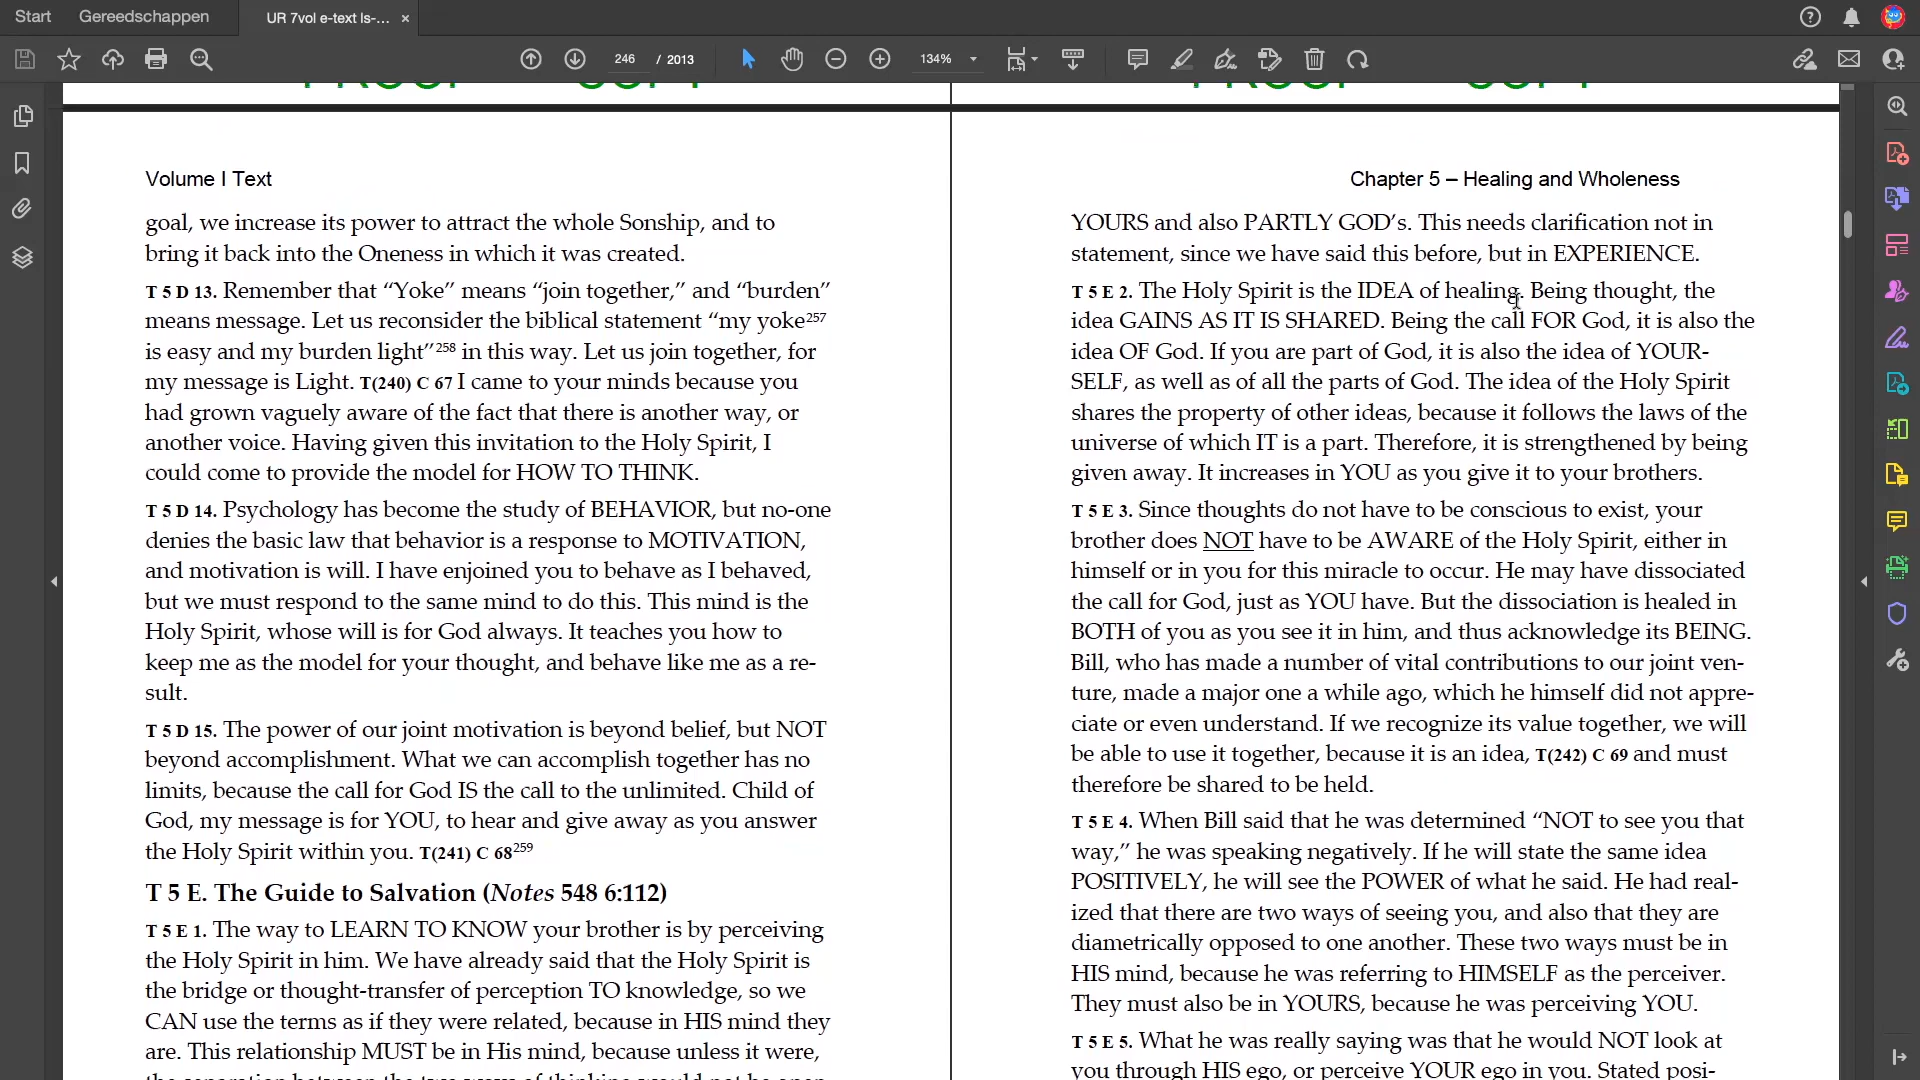 Start
Gereedschappen
UR 7vol e-text ls-...
246 / 2013
134%
Volume I Text
goal, we increase its power to attract the whole Sonship, and to
bring it back into the Oneness in which it was created.
T 5 D 13. Remember that “Yoke” means “join together,” and “burden”
means message. Let us reconsider the biblical statement “my yoke257
is easy and my burden light”258 in this way. Let us join together, for
my message is Light. T(240) C 67 I came to your minds because you
had grown vaguely aware of the fact that there is another way, or
another voice. Having given this invitation to the Holy Spirit, I
could come to provide the model for HOW TO THINK.
T 5 D 14. Psychology has become the study of BEHAVIOR, but no-one
denies the basic law that behavior is a response to MOTIVATION,
and motivation is will. I have enjoined you to behave as I behaved,
but we must respond to the same mind to do this. This mind is the
Holy Spirit, whose will is for God always. It teaches you how to
keep me as the model for your thought, and behave like me as a re-
sult.
T 5 D 15. The power of our joint motivation is beyond belief, but NOT
beyond accomplishment. What we can accomplish together has no
limits, because the call for God IS the call to the unlimited. Child of
God, my message is for YOU, to hear and give away as you answer
the Holy Spirit within you. T(241) C 68259
T 5 E. The Guide to Salvation (Notes 548 6:112)
T 5 E 1. The way to LEARN TO KNOW your brother is by perceiving
the Holy Spirit in him. We have already said that the Holy Spirit is
the bridge or thought-transfer of perception TO knowledge, so we
CAN use the terms as if they were related, because in HIS mind they
are. This relationship MUST be in His mind, because unless it were,
Chapter 5 – Healing and Wholeness
YOURS and also PARTLY GOD’s. This needs clarification not in
statement, since we have said this before, but in EXPERIENCE.
T 5 E 2. The Holy Spirit is the IDEA of healing. Being thought, the
idea GAINS AS IT IS SHARED. Being the call FOR God, it is also the
idea OF God. If you are part of God, it is also the idea of YOUR-
SELF, as well as of all the parts of God. The idea of the Holy Spirit
shares the property of other ideas, because it follows the laws of the
universe of which IT is a part. Therefore, it is strengthened by being
given away. It increases in YOU as you give it to your brothers.
T 5 E 3. Since thoughts do not have to be conscious to exist, your
brother does NOT have to be AWARE of the Holy Spirit, either in
himself or in you for this miracle to occur. He may have dissociated
the call for God, just as YOU have. But the dissociation is healed in
BOTH of you as you see it in him, and thus acknowledge its BEING.
Bill, who has made a number of vital contributions to our joint ven-
ture, made a major one a while ago, which he himself did not appre-
ciate or even understand. If we recognize its value together, we will
be able to use it together, because it is an idea, T(242) C 69 and must
therefore be shared to be held.
T 5 E 4. When Bill said that he was determined “NOT to see you that
way,” he was speaking negatively. If he will state the same idea
POSITIVELY, he will see the POWER of what he said. He had real-
ized that there are two ways of seeing you, and also that they are
diametrically opposed to one another. These two ways must be in
HIS mind, because he was referring to HIMSELF as the perceiver.
They must also be in YOURS, because he was perceiving YOU.
T 5 E 5. What he was really saying was that he would NOT look at
you through HIS ego, or perceive YOUR ego in you. Stated posi-